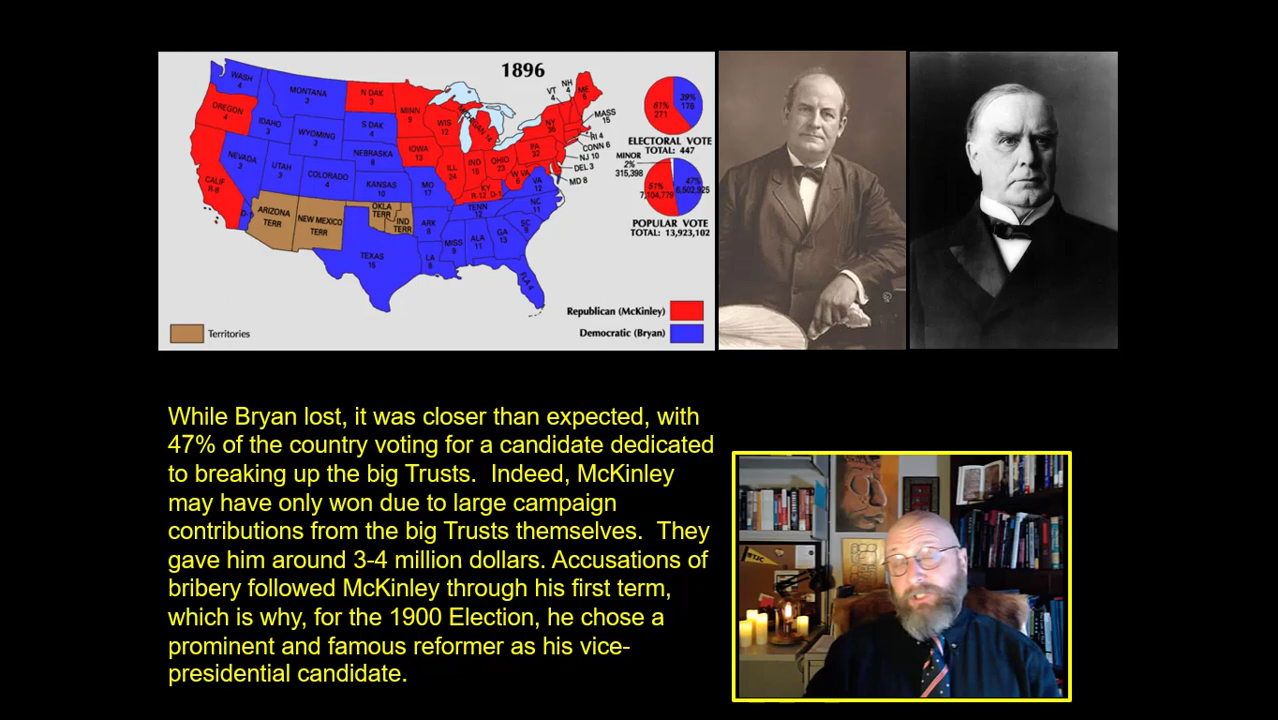 1896
WASH
4
OREGON
4
CALIF
R-8
D-1
NEVADA
3
IDAHO
3
MONTANA
3
WYOMING
3
UTAH
3
COLORADO
4
ARIZONA
TERR
NEW MEXICO
TERR
N DAK
3
S DAK
4
NEBRASKA
8
KANSAS
10
OKLA
TERR
IND
TERR
TEXAS
15
MINN
9
IOWA
13
MO
17
ARK
8
LA
8
WIS
12
ILL
24
MICHIGAN 14
IND
15
OHIO
23
KY
R-12 D-1
TENN
12
MISS
9
ALA
11
GA
13
FLA 4
SC
9
NC
11
VA
12
W VA
6
PA
32
NY
36
VT
4
NH
4
ME
6
MASS
15
RI 4
CONN 6
NJ 10
DEL 3
MD 8
61%
271
39%
176
ELECTORAL VOTE
TOTAL: 447
MINOR
2%
315,398
51%
7,104,779
47%
6,502,925
POPULAR VOTE
TOTAL: 13,923,102
Republican (McKinley)
Democratic (Bryan)
Territories
While Bryan lost, it was closer than expected, with
47% of the country voting for a candidate dedicated
to breaking up the big Trusts. Indeed, McKinley
may have only won due to large campaign
contributions from the big Trusts themselves. They
gave him around 3-4 million dollars. Accusations of
bribery followed McKinley through his first term,
which is why, for the 1900 Election, he chose a
prominent and famous reformer as his vice-
presidential candidate.